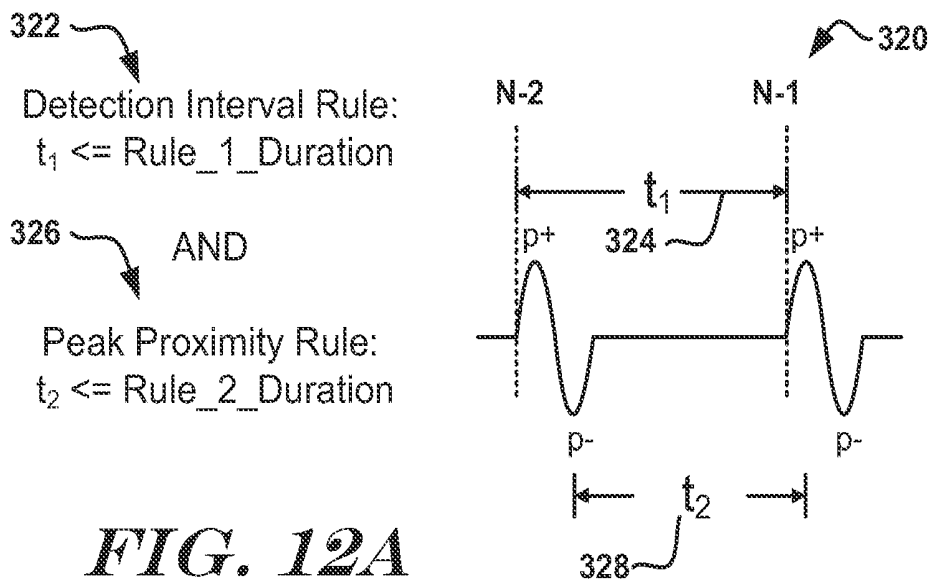 322
320
Detection Interval Rule:
t₁ <= Rule_1_Duration
326
AND
Peak Proximity Rule:
t₂ <= Rule_2_Duration
N-2
N-1
t₁
324
p+
p+
p-
p-
t₂
328
FIG. 12A